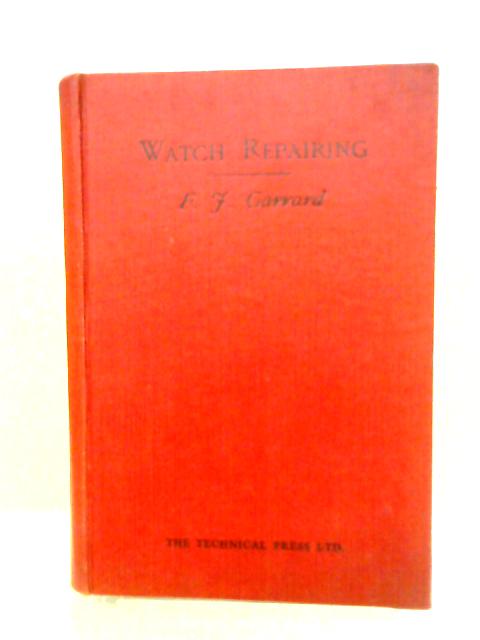 WATCH REPAIRING
F. J. Garrard
THE TECHNICAL PRESS LTD.